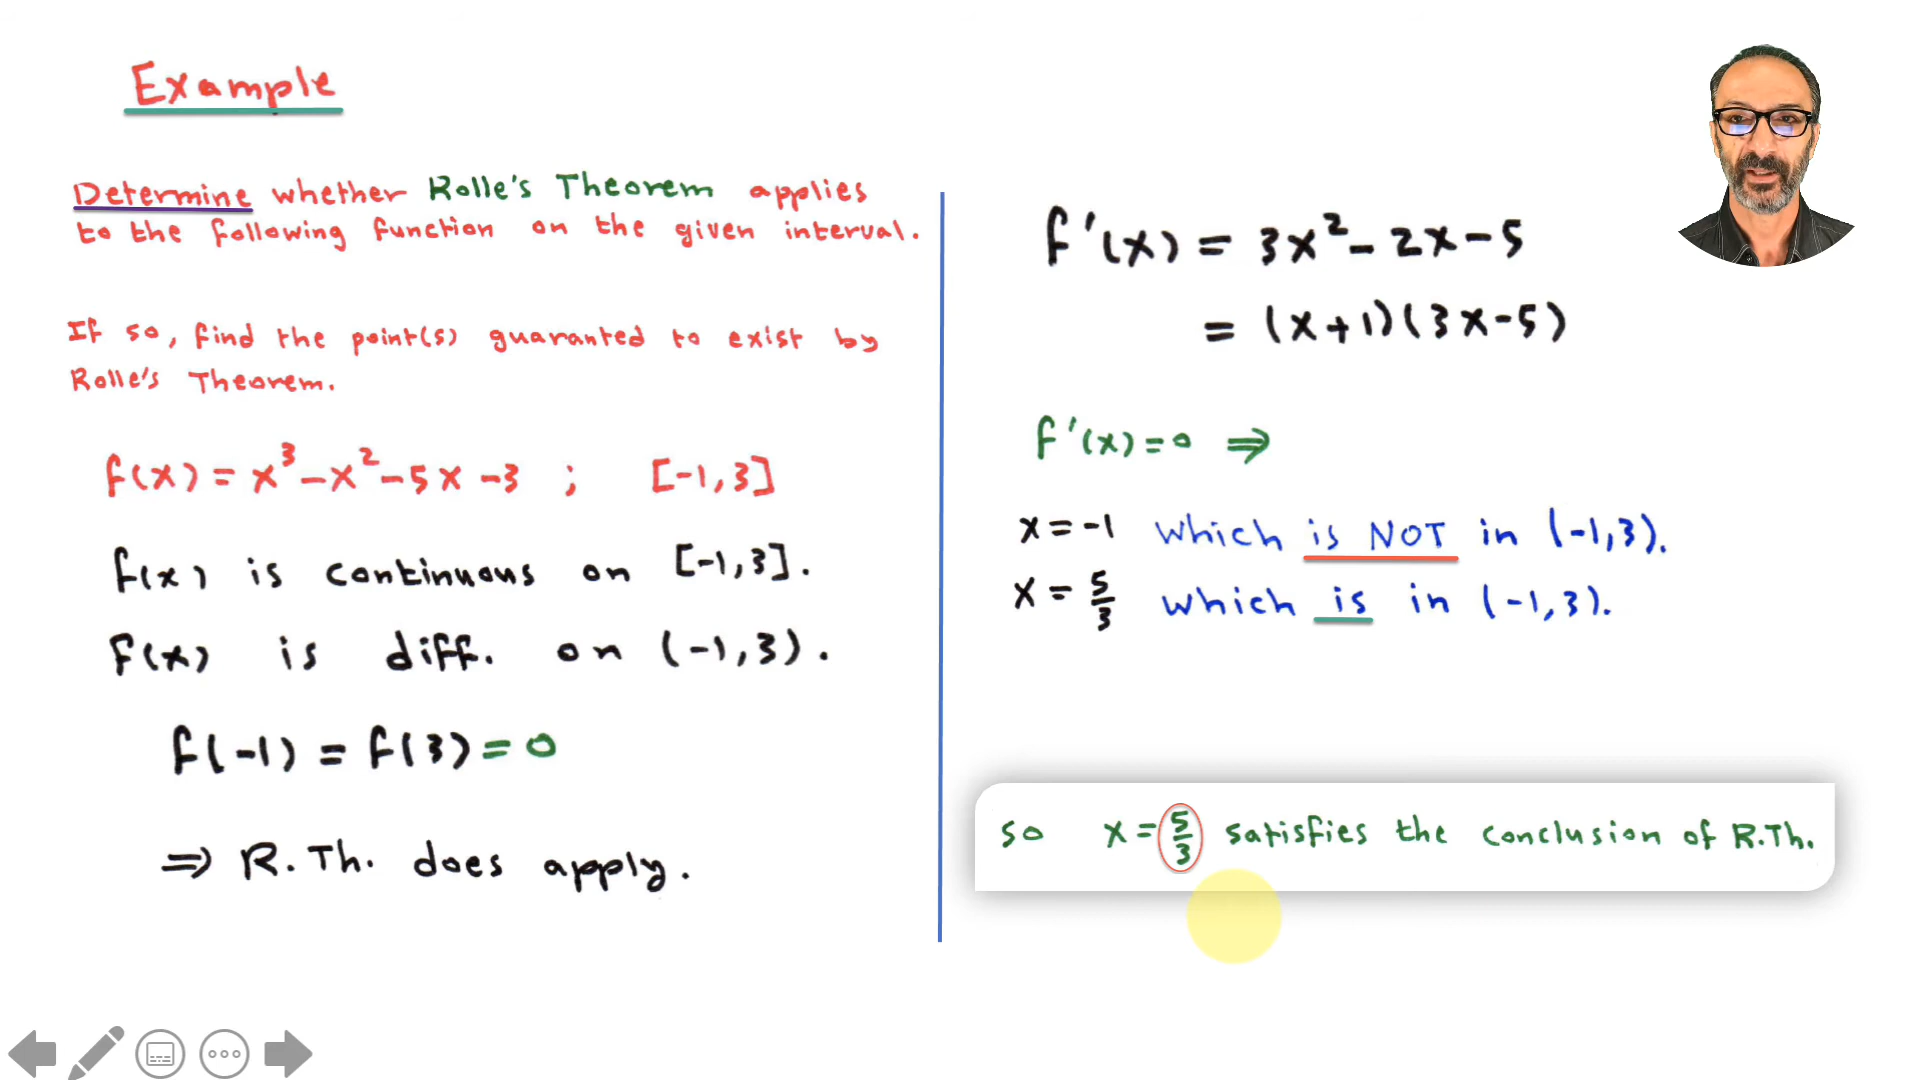 Example
Determine whether Rolle's Theorem applies
to the following function on the given interval.
If so, find the point(s) guaranted to exist by
Rolle's Theorem.
f(x) = x³ - x² - 5x - 3 ; [-1,3]
f(x) is continuous on [-1,3].
f(x) is diff. on (-1,3).
f(-1) = f(3) = 0
⇒ R.Th. does apply.
f'(x) = 3x² - 2x - 5
= (x+1)(3x-5)
f'(x) = 0 ⇒
x = -1 which is NOT in (-1,3).
x = 5/3 which is in (-1,3).
so x = 5/3 satisfies the conclusion of R.Th.